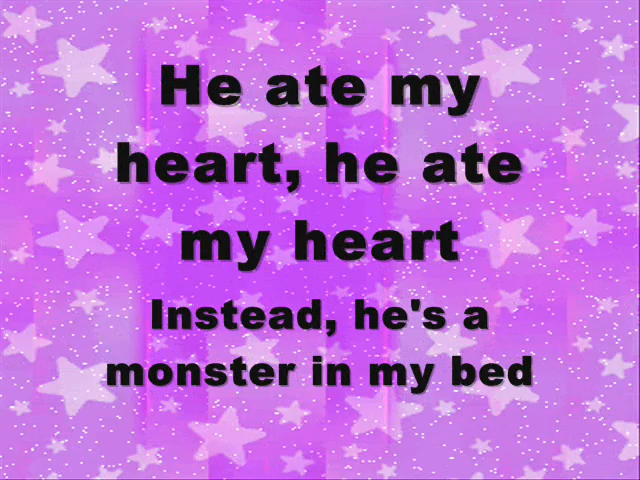 He ate my
heart, he ate
my heart
Instead, he's a
monster in my bed